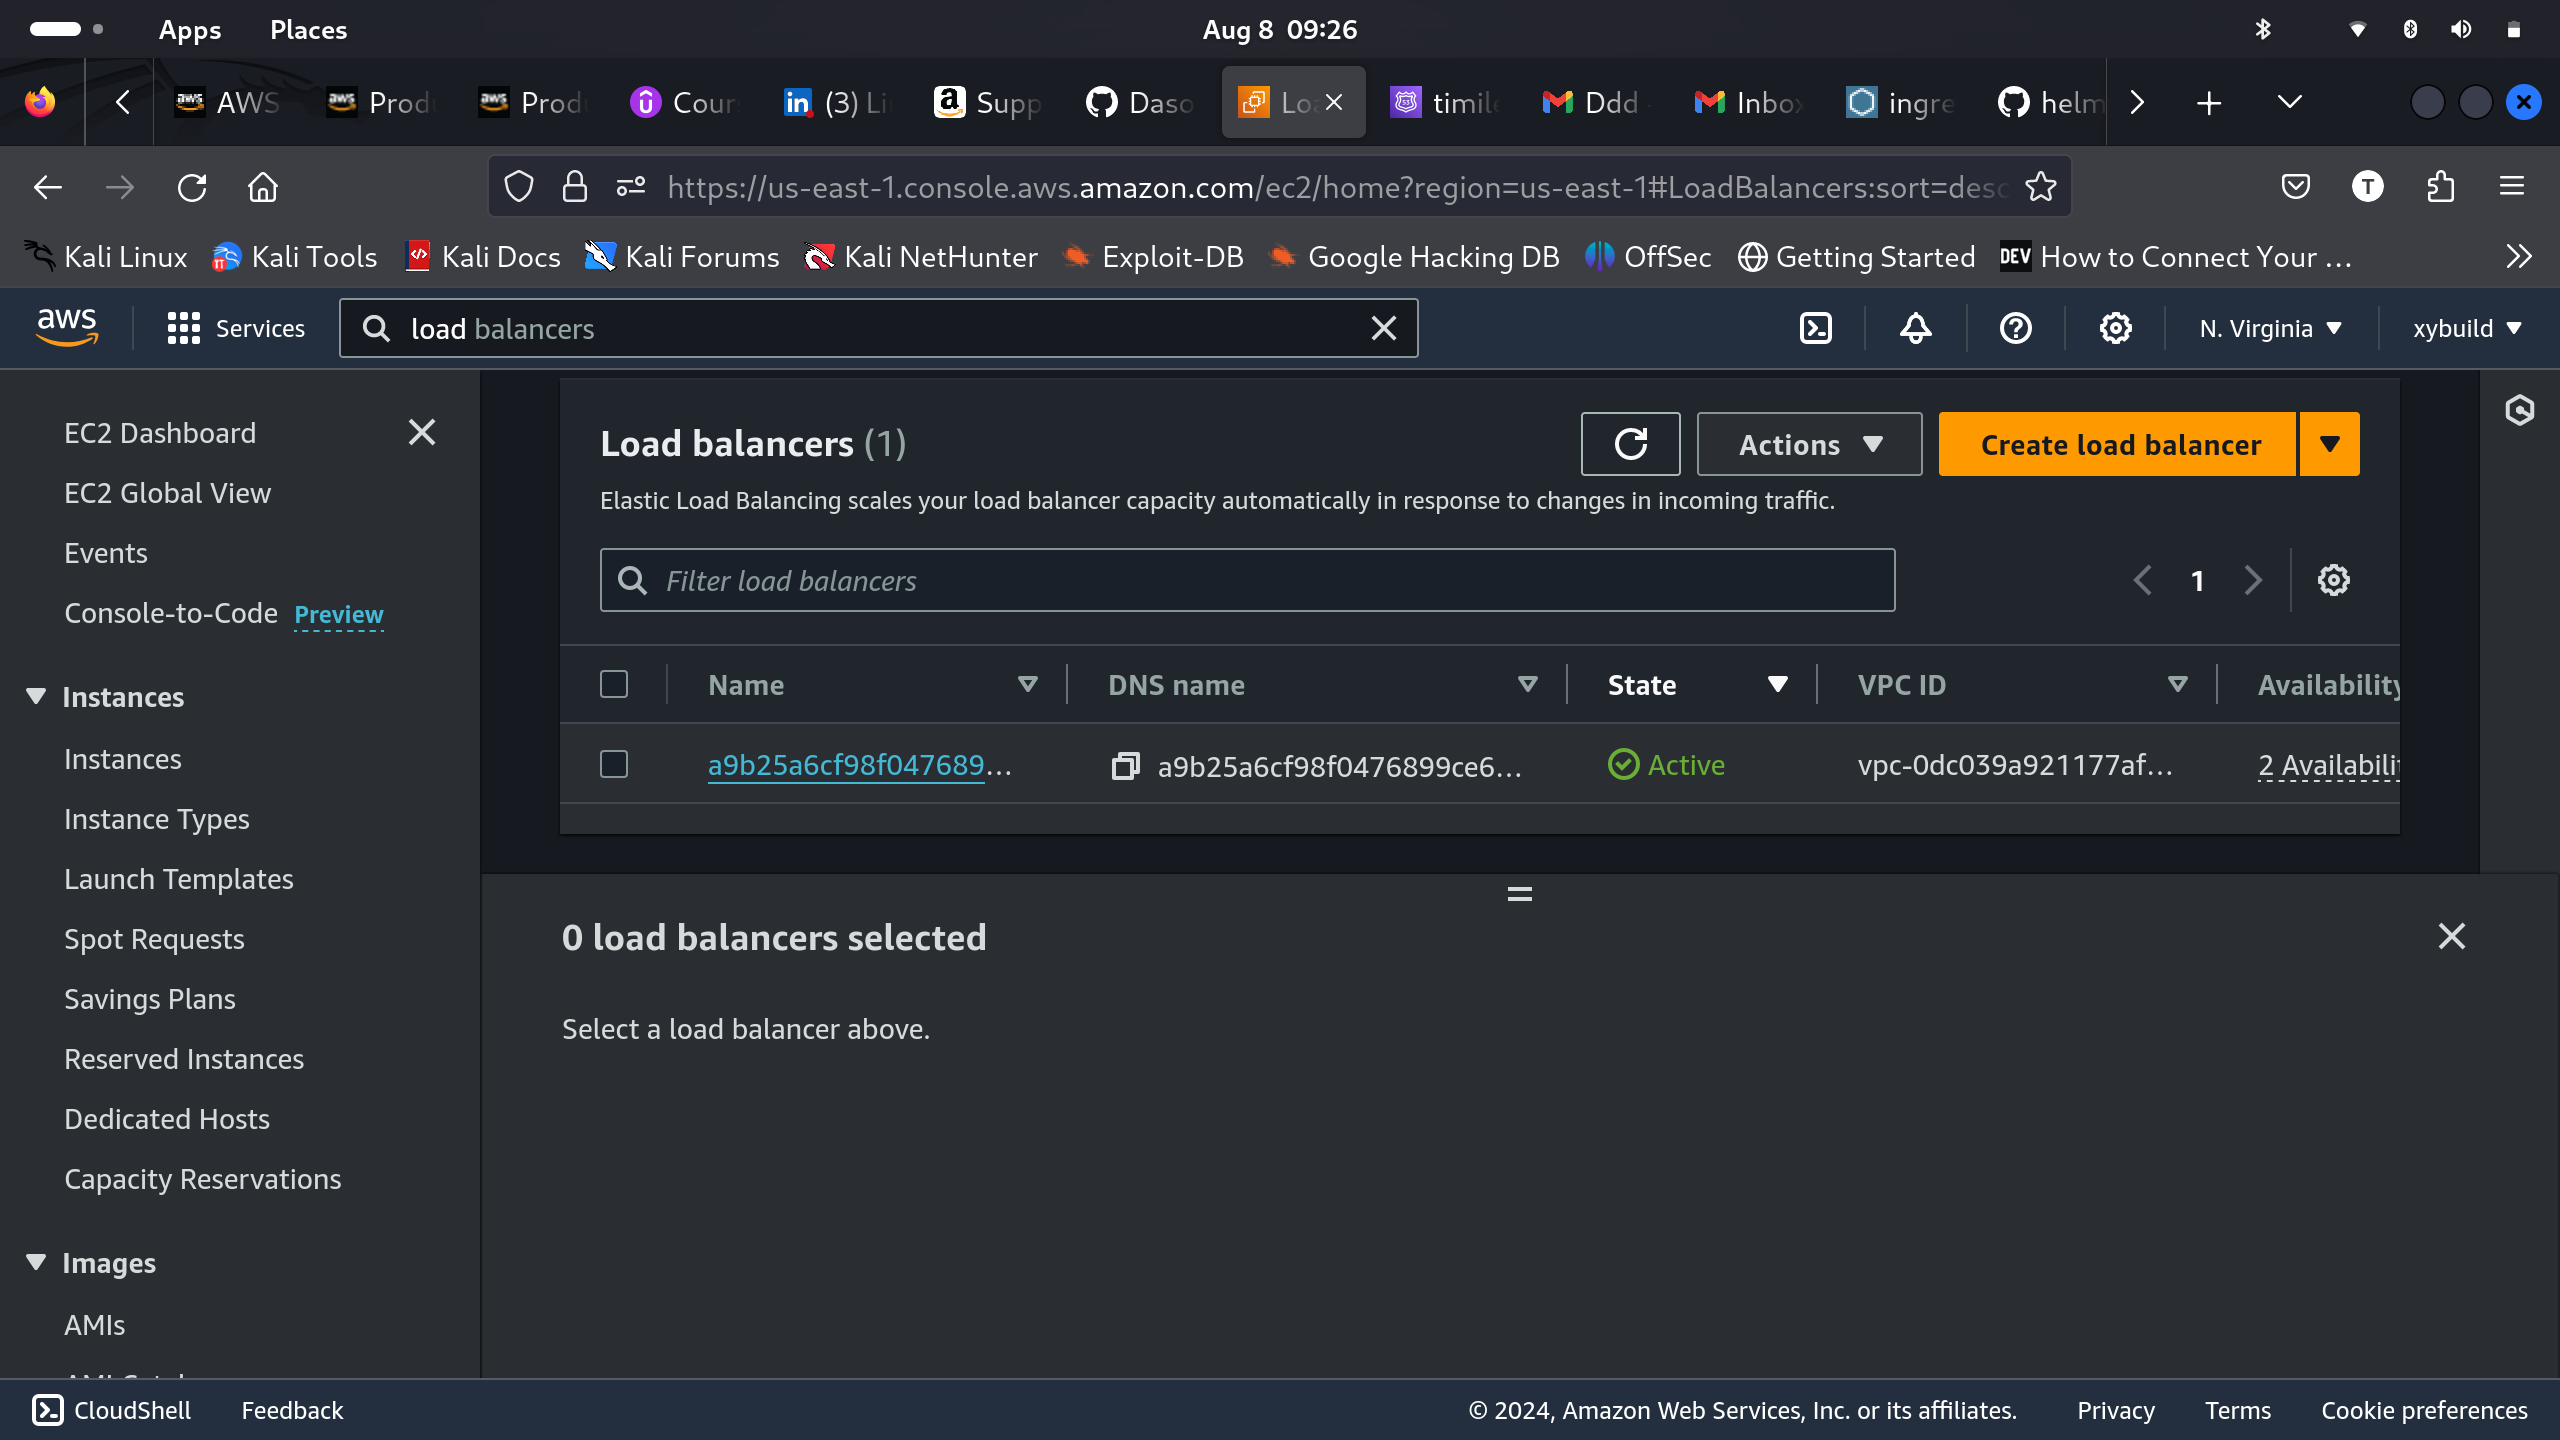 Apps Places Aug 8 09:26
AWS Prod Prod Cour (3) Li Supp Daso Lo timile Ddd Inbox ingre helm
https://us-east-1.console.aws.amazon.com/ec2/home?region=us-east-1#LoadBalancers:sort=desc
Kali Linux Kali Tools Kali Docs Kali Forums Kali NetHunter Exploit-DB Google Hacking DB OffSec Getting Started DEV How to Connect Your …
aws Services load balancers N. Virginia xybuild
EC2 Dashboard
EC2 Global View
Events
Console-to-Code Preview
Instances
Instances
Instance Types
Launch Templates
Spot Requests
Savings Plans
Reserved Instances
Dedicated Hosts
Capacity Reservations
Images
AMIs
Load balancers (1) Actions Create load balancer
Elastic Load Balancing scales your load balancer capacity automatically in response to changes in incoming traffic.
Filter load balancers 1
Name DNS name State VPC ID Availability
a9b25a6cf98f047689... a9b25a6cf98f0476899ce6... Active vpc-0dc039a921177af... 2 Availabilit
0 load balancers selected
Select a load balancer above.
CloudShell Feedback © 2024, Amazon Web Services, Inc. or its affiliates. Privacy Terms Cookie preferences